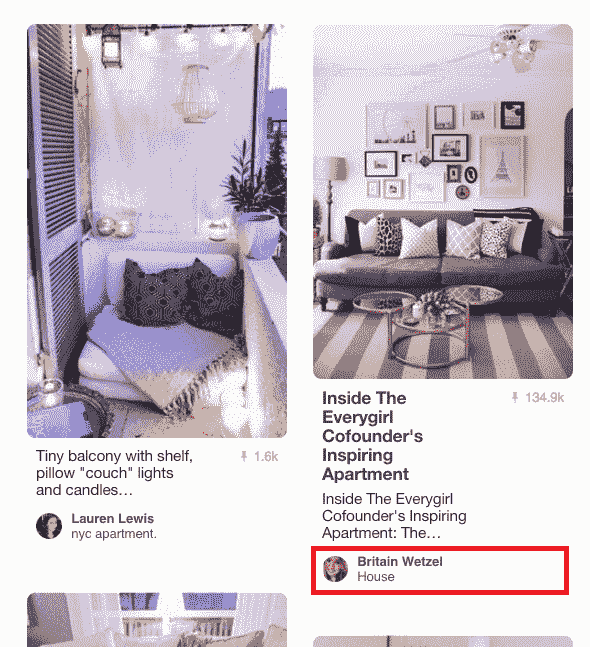 Tiny balcony with shelf,
pillow "couch" lights
and candles…
1.6k
Lauren Lewis
nyc apartment.
Inside The
Everygirl
Cofounder's
Inspiring
Apartment
134.9k
Inside The Everygirl
Cofounder's Inspiring
Apartment: The…
Britain Wetzel
House